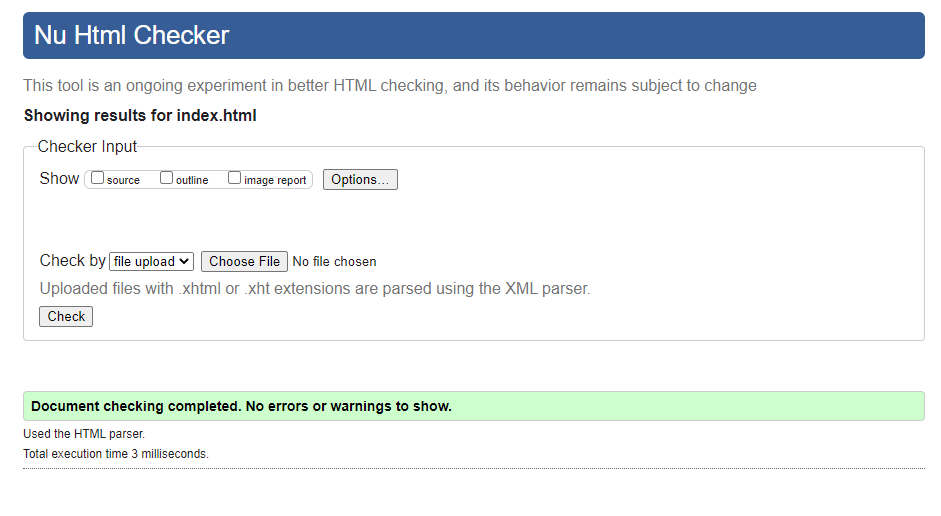 Nu Html Checker
This tool is an ongoing experiment in better HTML checking, and its behavior remains subject to change
Showing results for index.html
Checker Input
Show source outline image report Options...
Check by file upload Choose File No file chosen
Uploaded files with .xhtml or .xht extensions are parsed using the XML parser.
Check
Document checking completed. No errors or warnings to show.
Used the HTML parser.
Total execution time 3 milliseconds.